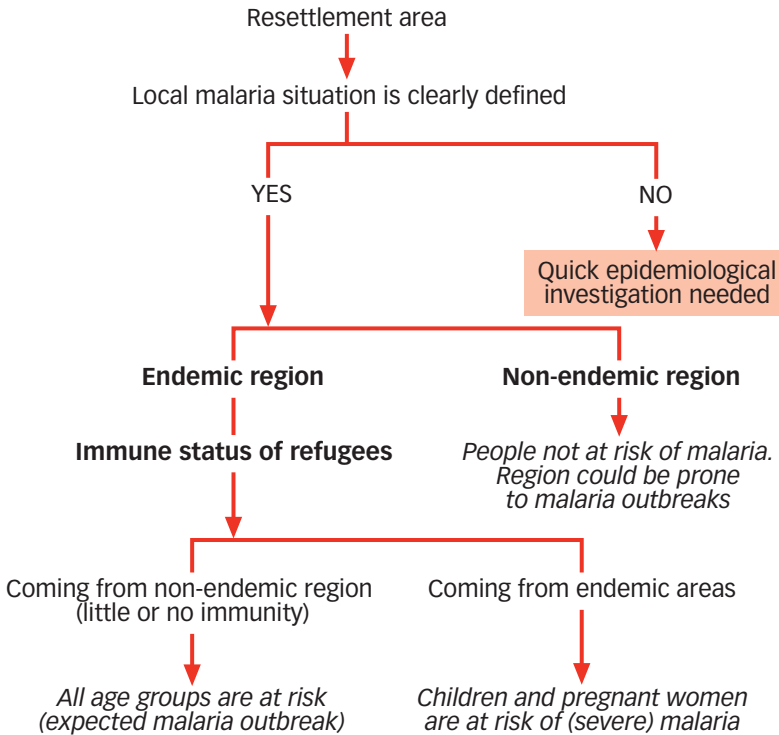 Resettlement area
Local malaria situation is clearly defined
YES
NO
Quick epidemiological
investigation needed
Endemic region
Non-endemic region
Immune status of refugees
People not at risk of malaria.
Region could be prone
to malaria outbreaks
Coming from non-endemic region
(little or no immunity)
Coming from endemic areas
All age groups are at risk
(expected malaria outbreak)
Children and pregnant women
are at risk of (severe) malaria